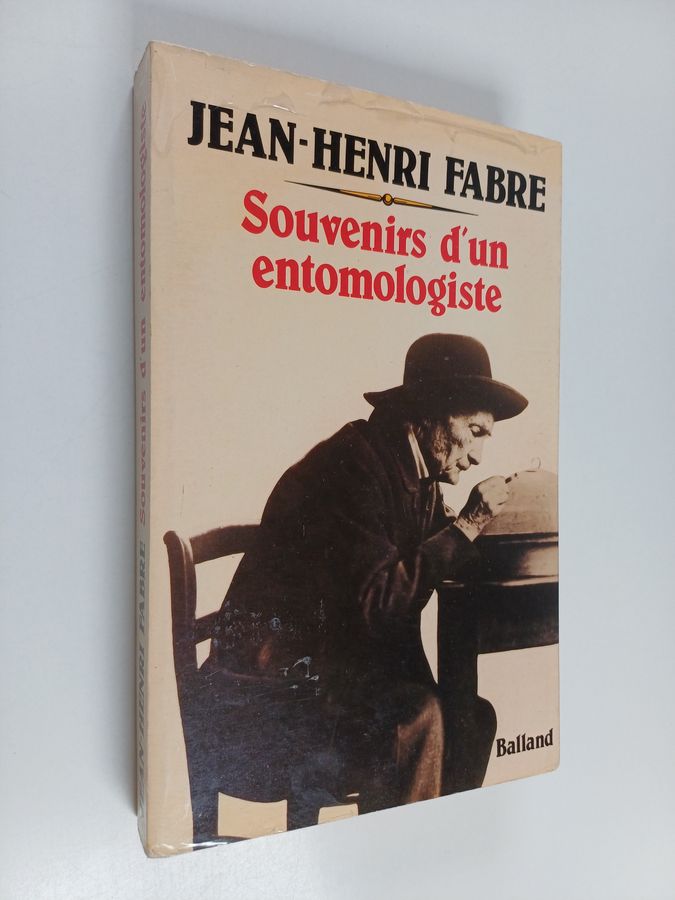 JEAN-HENRI FABRE
Souvenirs d'un
entomologiste
Balland
JEAN-HENRI FABRE Souvenirs d'un entomologiste